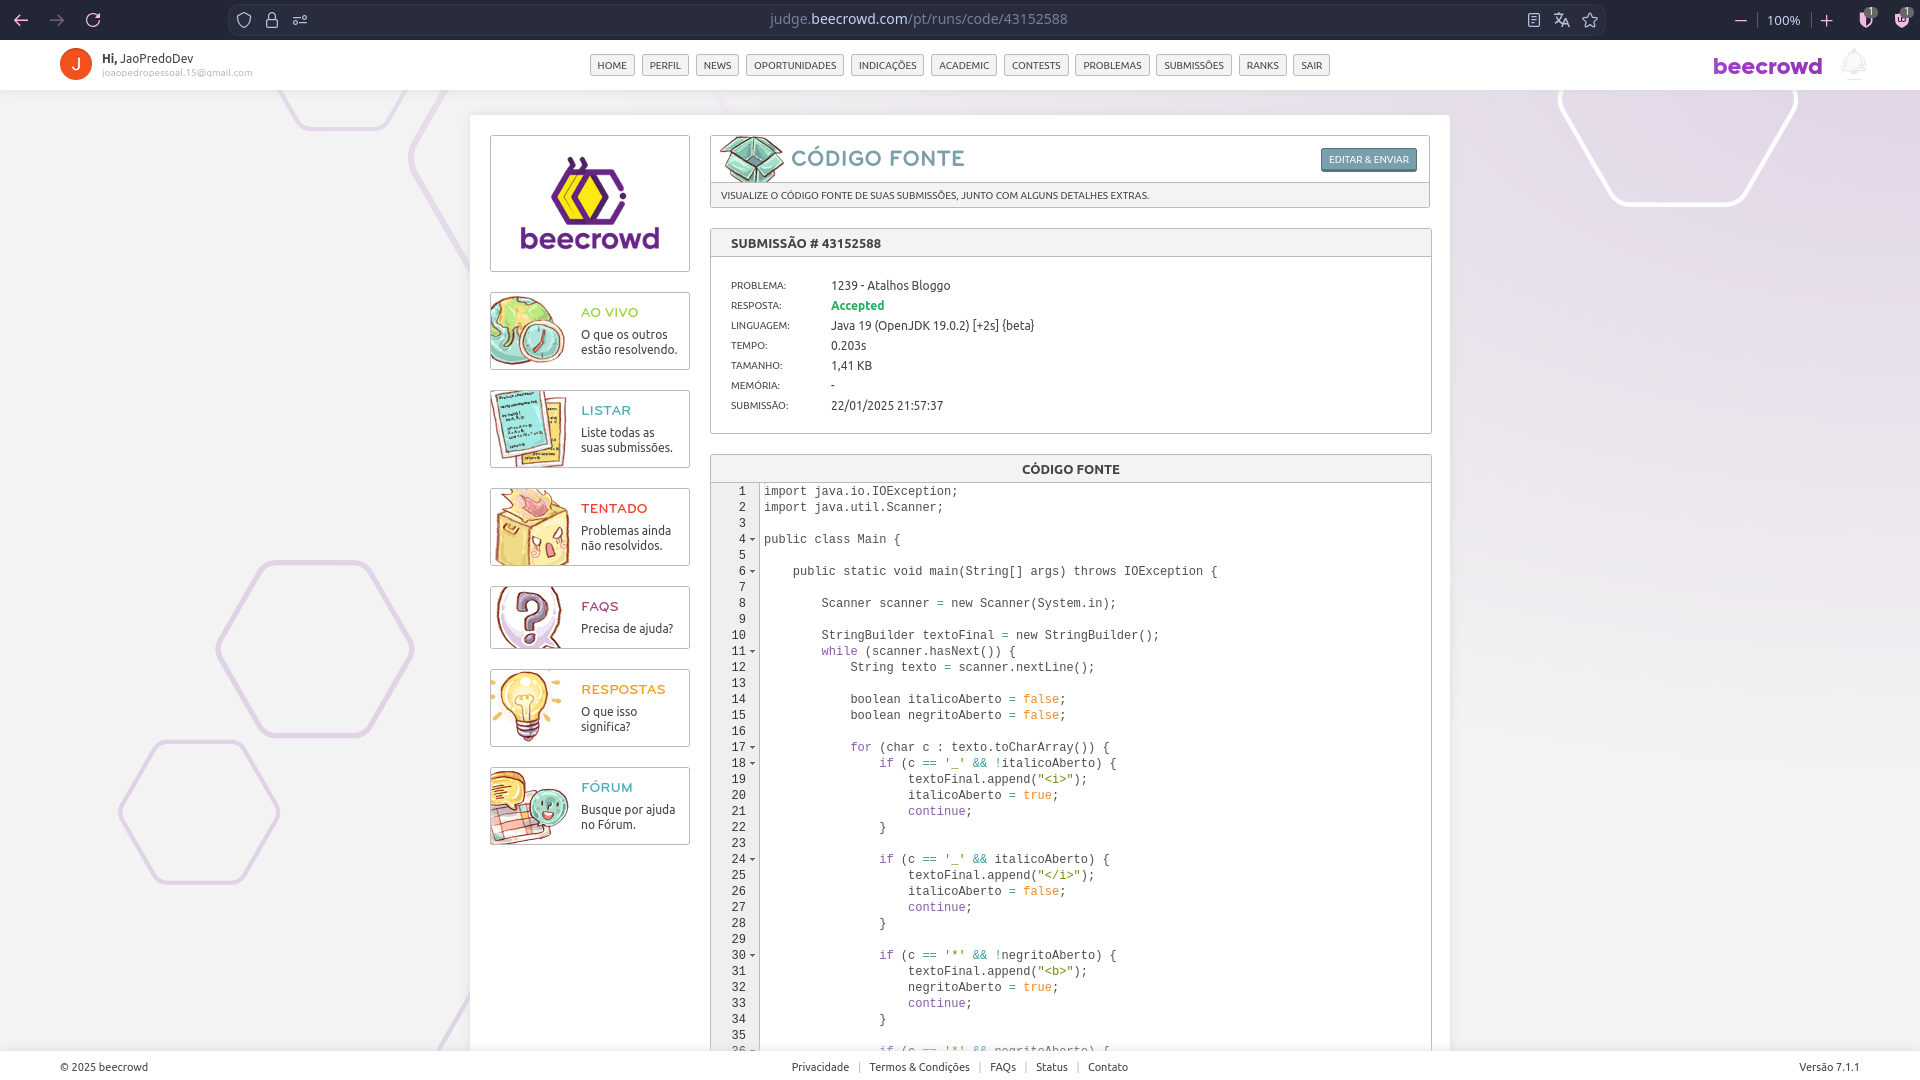 judge.beecrowd.com/pt/runs/code/43152588
100%
1
1
J
Hi, JaoPredoDev
joaopedropessoal.15@gmail.com
HOME
PERFIL
NEWS
OPORTUNIDADES
INDICAÇÕES
ACADEMIC
CONTESTS
PROBLEMAS
SUBMISSÕES
RANKS
SAIR
beecrowd
beecrowd
AO VIVO
O que os outros
estão resolvendo.
LISTAR
Liste todas as
suas submissões.
TENTADO
Problemas ainda
não resolvidos.
FAQS
Precisa de ajuda?
RESPOSTAS
O que isso
significa?
FÓRUM
Busque por ajuda
no Fórum.
CÓDIGO FONTE
EDITAR & ENVIAR
VISUALIZE O CÓDIGO FONTE DE SUAS SUBMISSÕES, JUNTO COM ALGUNS DETALHES EXTRAS.
SUBMISSÃO # 43152588
PROBLEMA: 1239 - Atalhos Bloggo
RESPOSTA: Accepted
LINGUAGEM: Java 19 (OpenJDK 19.0.2) [+2s] {beta}
TEMPO: 0.203s
TAMANHO: 1,41 KB
MEMÓRIA: -
SUBMISSÃO: 22/01/2025 21:57:37
CÓDIGO FONTE
1 import java.io.IOException;
2 import java.util.Scanner;
3
4 public class Main {
5
6 public static void main(String[] args) throws IOException {
7
8 Scanner scanner = new Scanner(System.in);
9
10 StringBuilder textoFinal = new StringBuilder();
11 while (scanner.hasNext()) {
12 String texto = scanner.nextLine();
13
14 boolean italicoAberto = false;
15 boolean negritoAberto = false;
16
17 for (char c : texto.toCharArray()) {
18 if (c == '_' && !italicoAberto) {
19 textoFinal.append("<i>");
20 italicoAberto = true;
21 continue;
22 }
23
24 if (c == '_' && italicoAberto) {
25 textoFinal.append("</i>");
26 italicoAberto = false;
27 continue;
28 }
29
30 if (c == '*' && !negritoAberto) {
31 textoFinal.append("<b>");
32 negritoAberto = true;
33 continue;
34 }
35
36 if (c == '*' && negritoAberto) {
© 2025 beecrowd
Privacidade | Termos & Condições | FAQs | Status | Contato
Versão 7.1.1